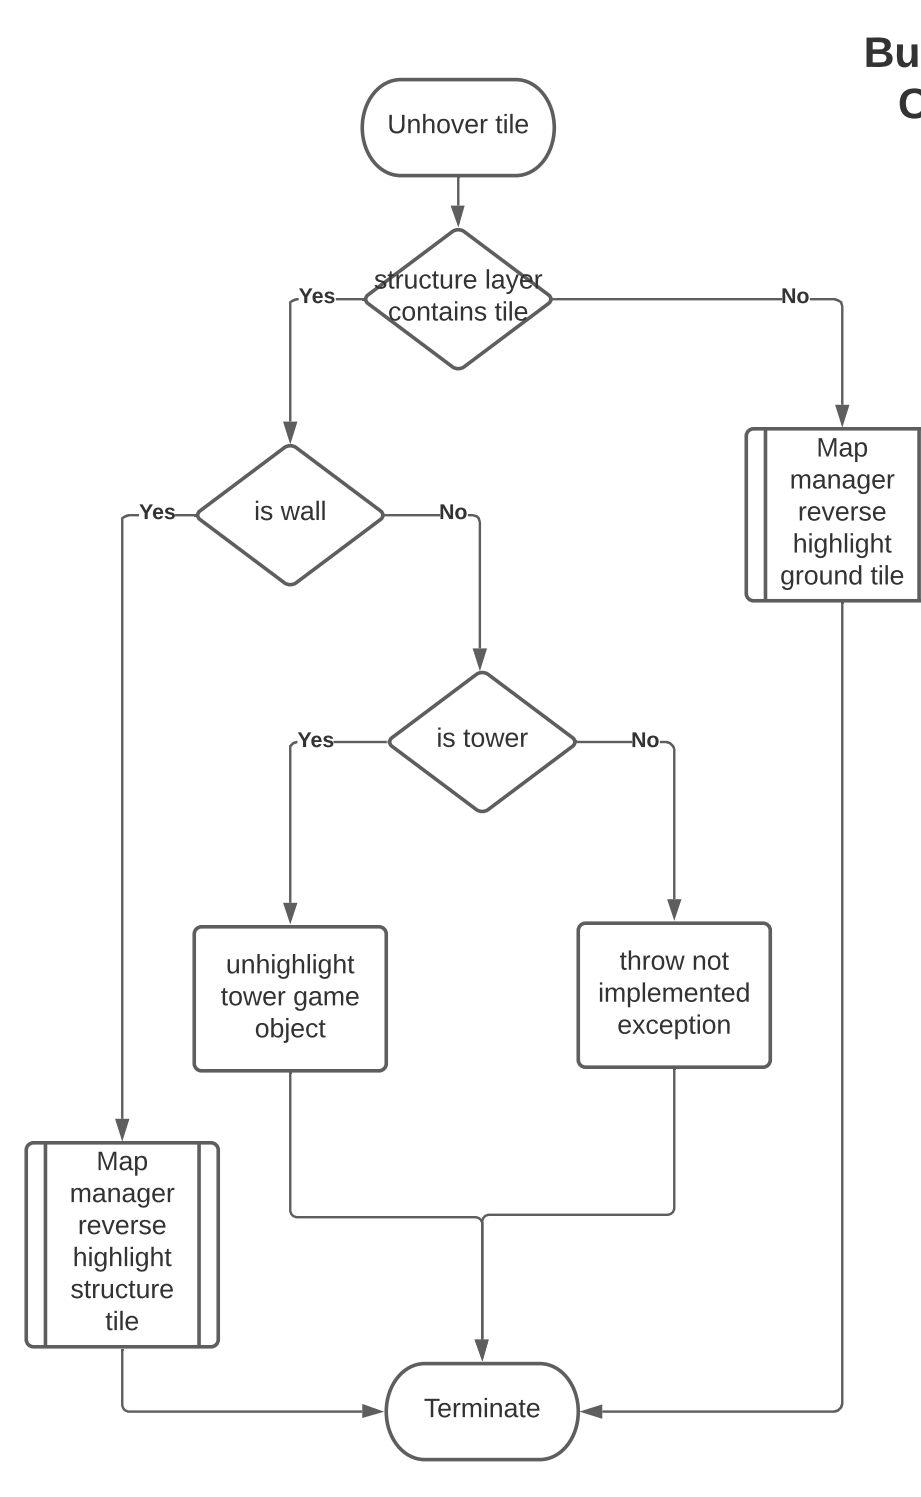 Bu
C
Unhover tile
structure layer
contains tile
Yes
No
Map
manager
reverse
highlight
ground tile
is wall
Yes
No
is tower
Yes
No
unhighlight
tower game
object
throw not
implemented
exception
Map
manager
reverse
highlight
structure
tile
Terminate